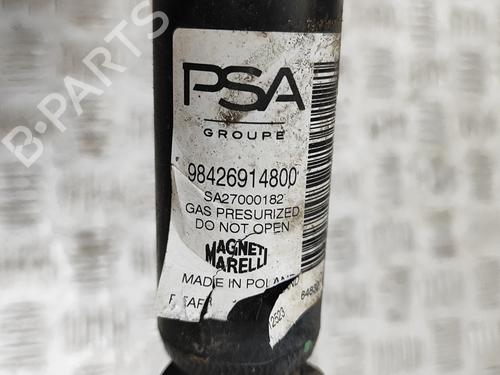 B-PARTS
PSA
GROUPE
98426914800
SA27000182
GAS PRESURIZED
DO NOT OPEN
MAGNETI
MARELLI
MADE IN POLAND